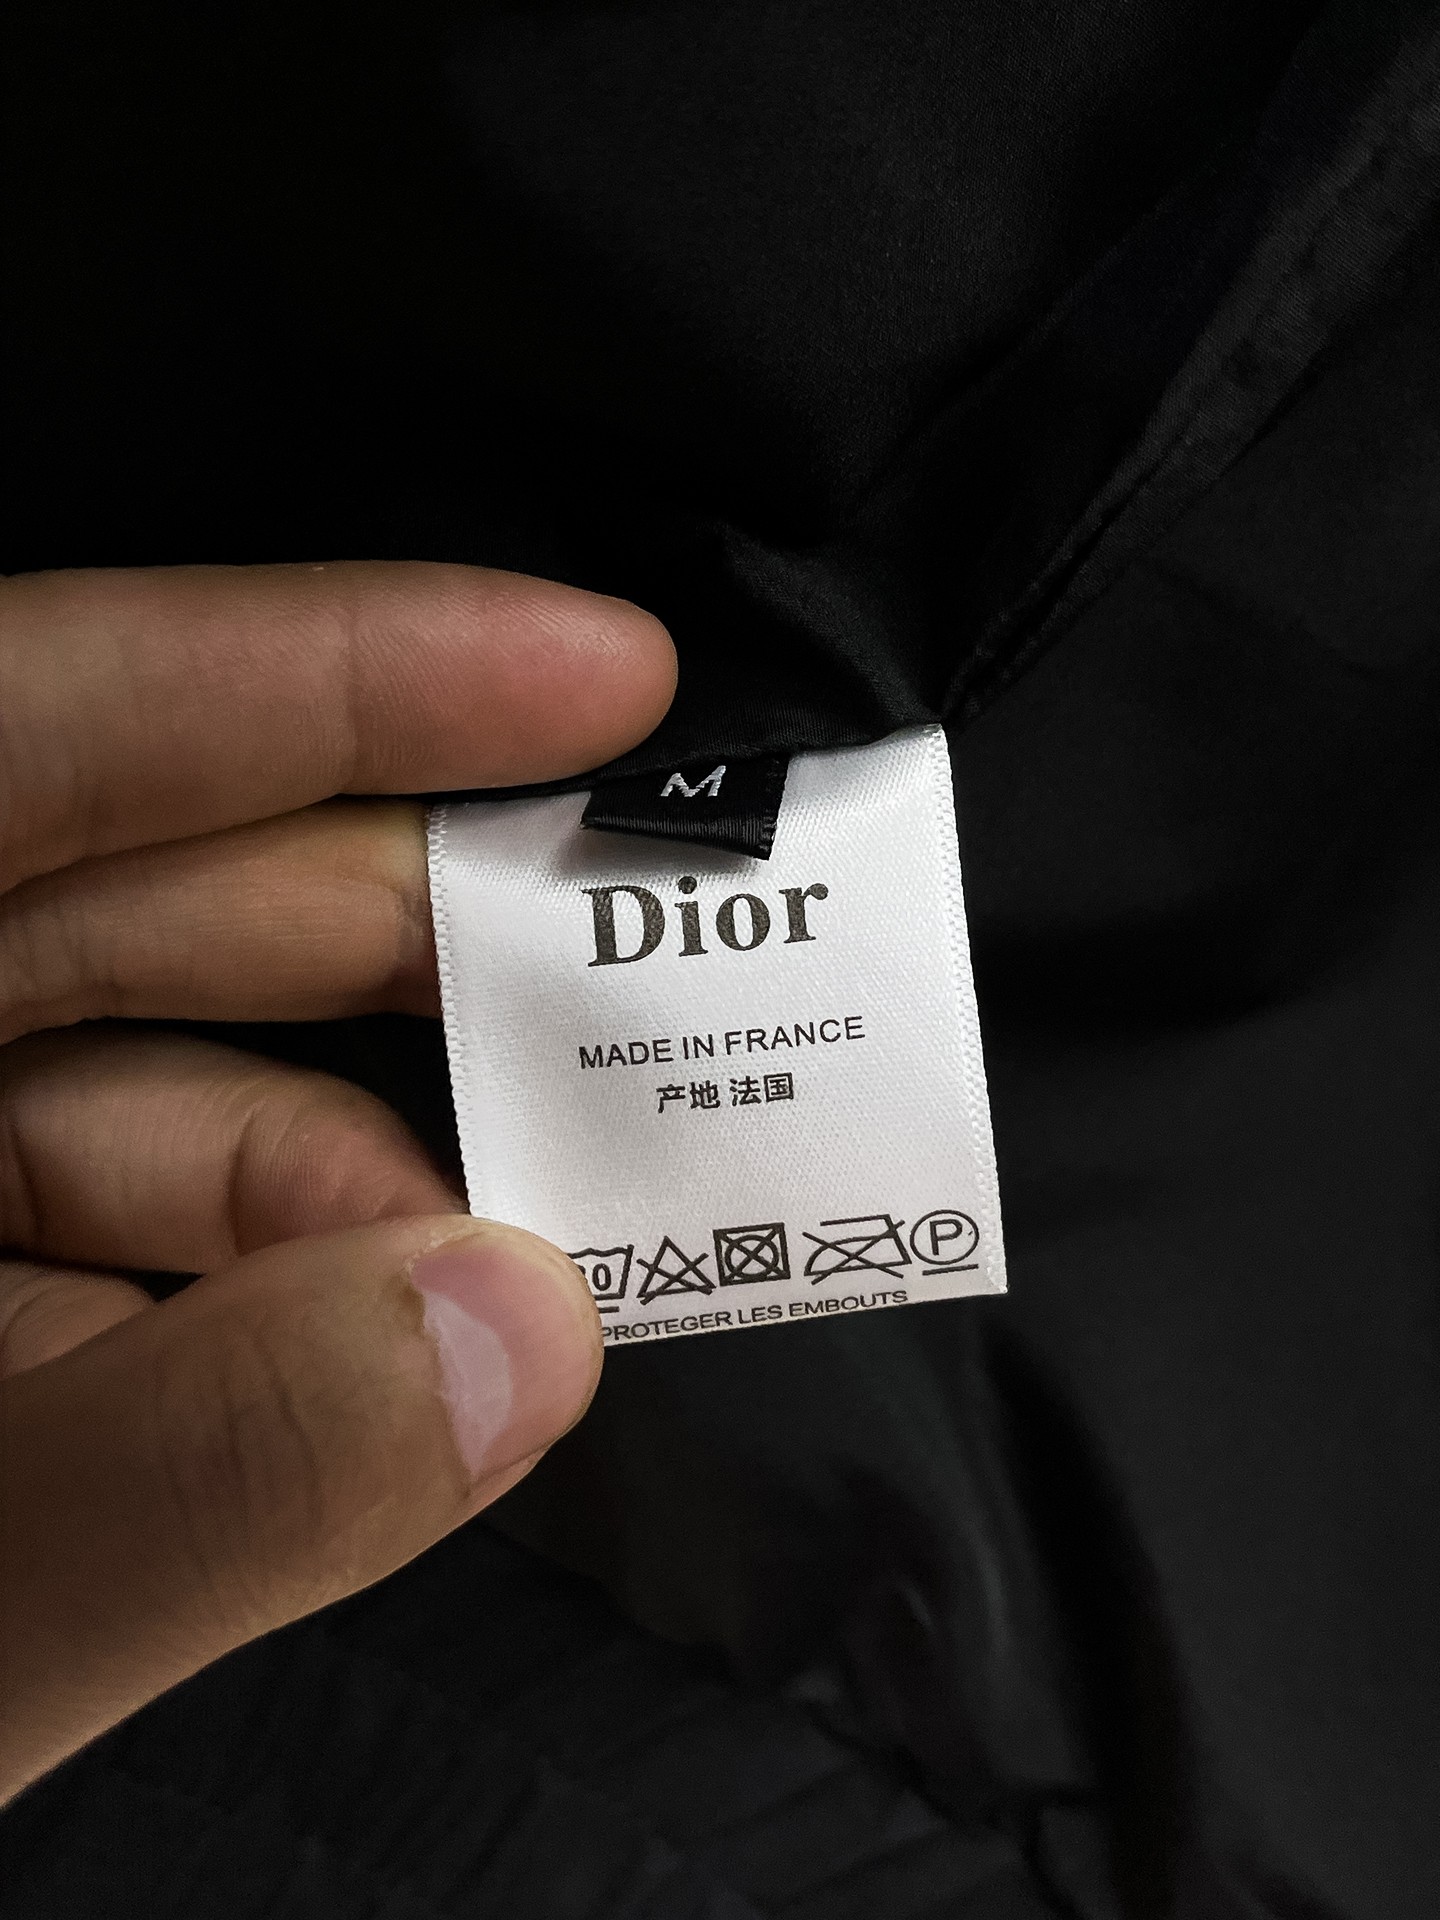 M
Dior
MADE IN FRANCE
产地 法国
P
PROTEGER LES EMBOUTS